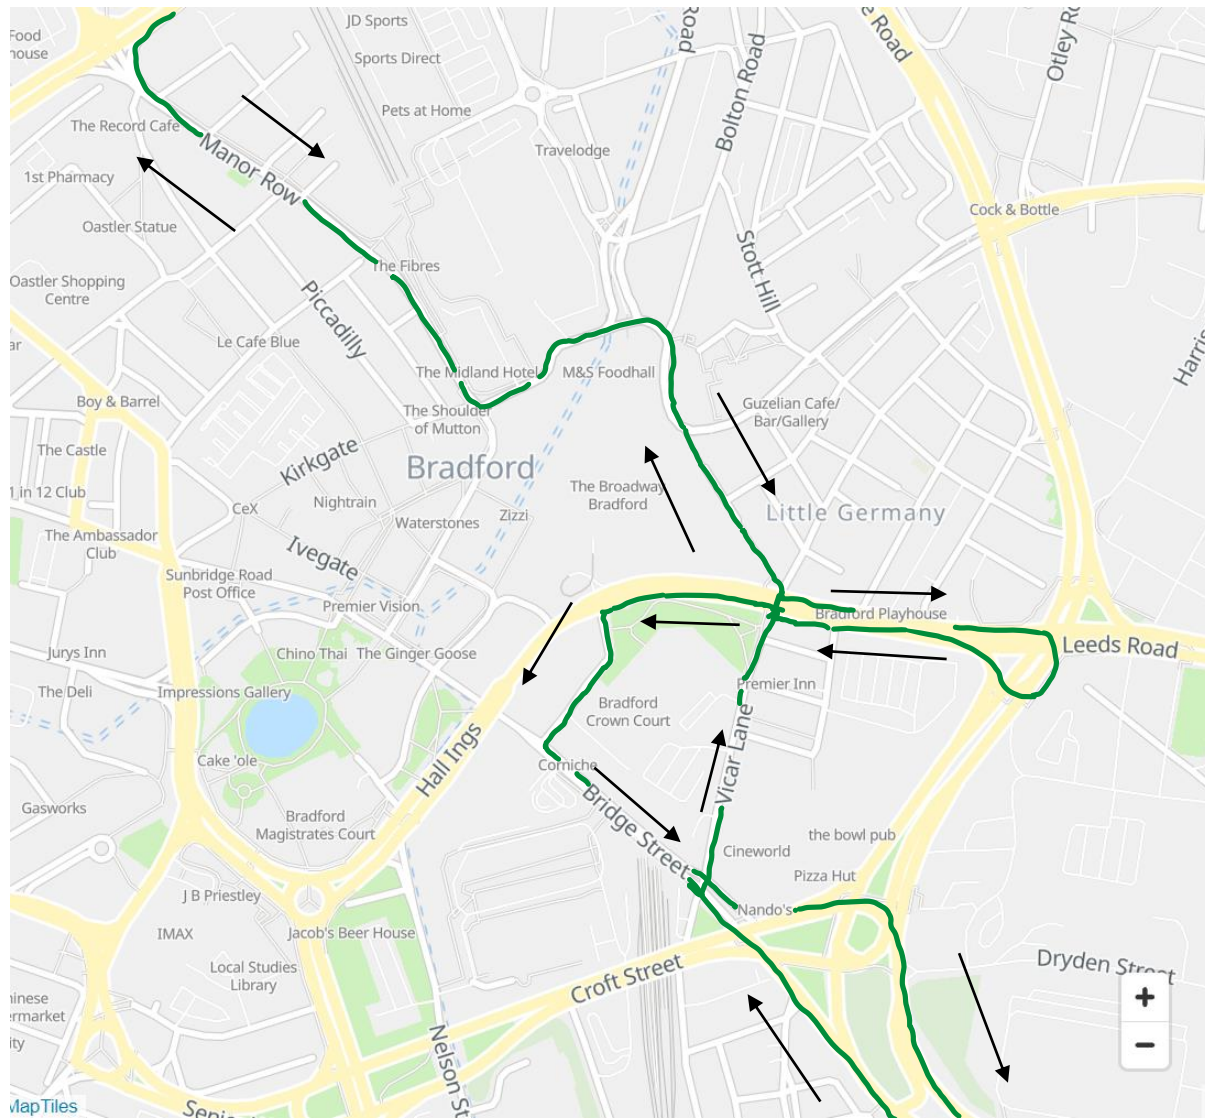 JD Sports
Food
house
Sports Direct
Road
e Road
Otley Ro
Bolton Road
Pets at Home
The Record Cafe
Travelodge
Manor Row
1st Pharmacy
Cock & Bottle
Oastler Statue
Stott Hill
The Fibres
Oastler Shopping
Centre
Piccadilly
Harris
ar
Le Cafe Blue
The Midland Hotel
M&S Foodhall
Boy & Barrel
The Shoulder
of Mutton
Guzelian Cafe/
Bar/Gallery
The Castle
Kirkgate
Bradford
1 in 12 Club
The Broadway
Bradford
CeX
Nightrain
Zizzi
Little Germany
Waterstones
The Ambassador
Club
Ivegate
Sunbridge Road
Post Office
Premier Vision
Bradford Playhouse
Leeds Road
Jurys Inn
Chino Thai
The Ginger Goose
The Deli
Impressions Gallery
Premier Inn
Bradford
Crown Court
Vicar Lane
Cake 'ole
Hall Ings
Corniche
Gasworks
Bridge Street
Bradford
Magistrates Court
the bowl pub
Cineworld
Pizza Hut
J B Priestley
Nando's
IMAX
Jacob's Beer House
Local Studies
Library
Croft Street
Dryden Street
hinese
ermarket
ity
+
−
Nelson St
MapTiles